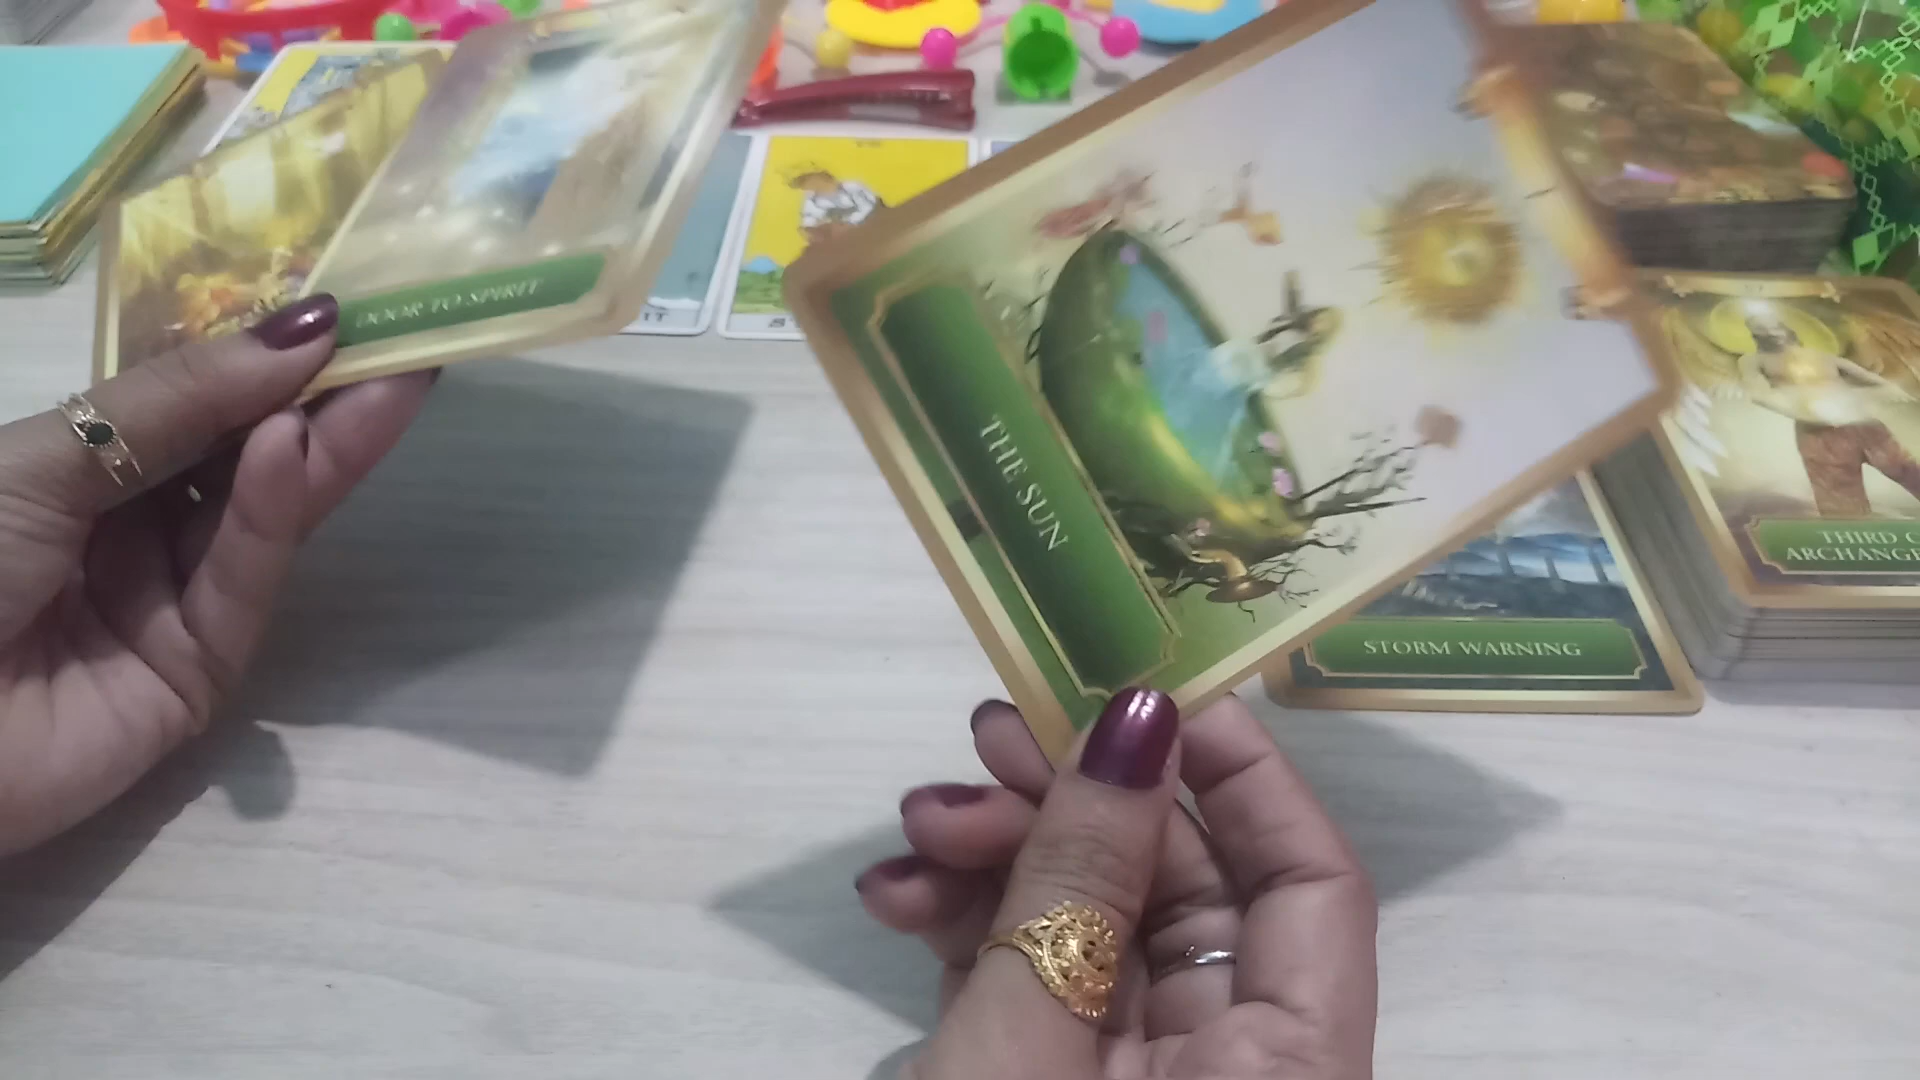 DOOR TO SPIRIT
THE SUN
STORM WARNING
THIRD
ARCHANGE